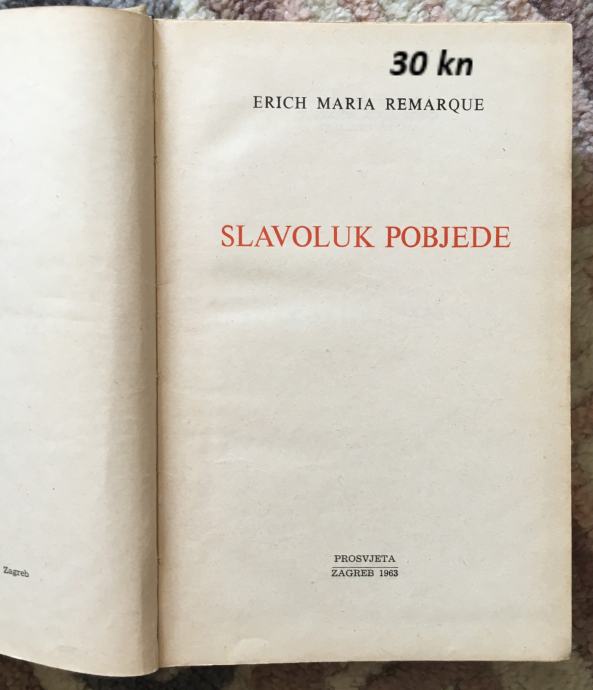 30 kn
ERICH MARIA REMARQUE
SLAVOLUK POBJEDE
PROSVJETA
ZAGREB 1963
Zagreb